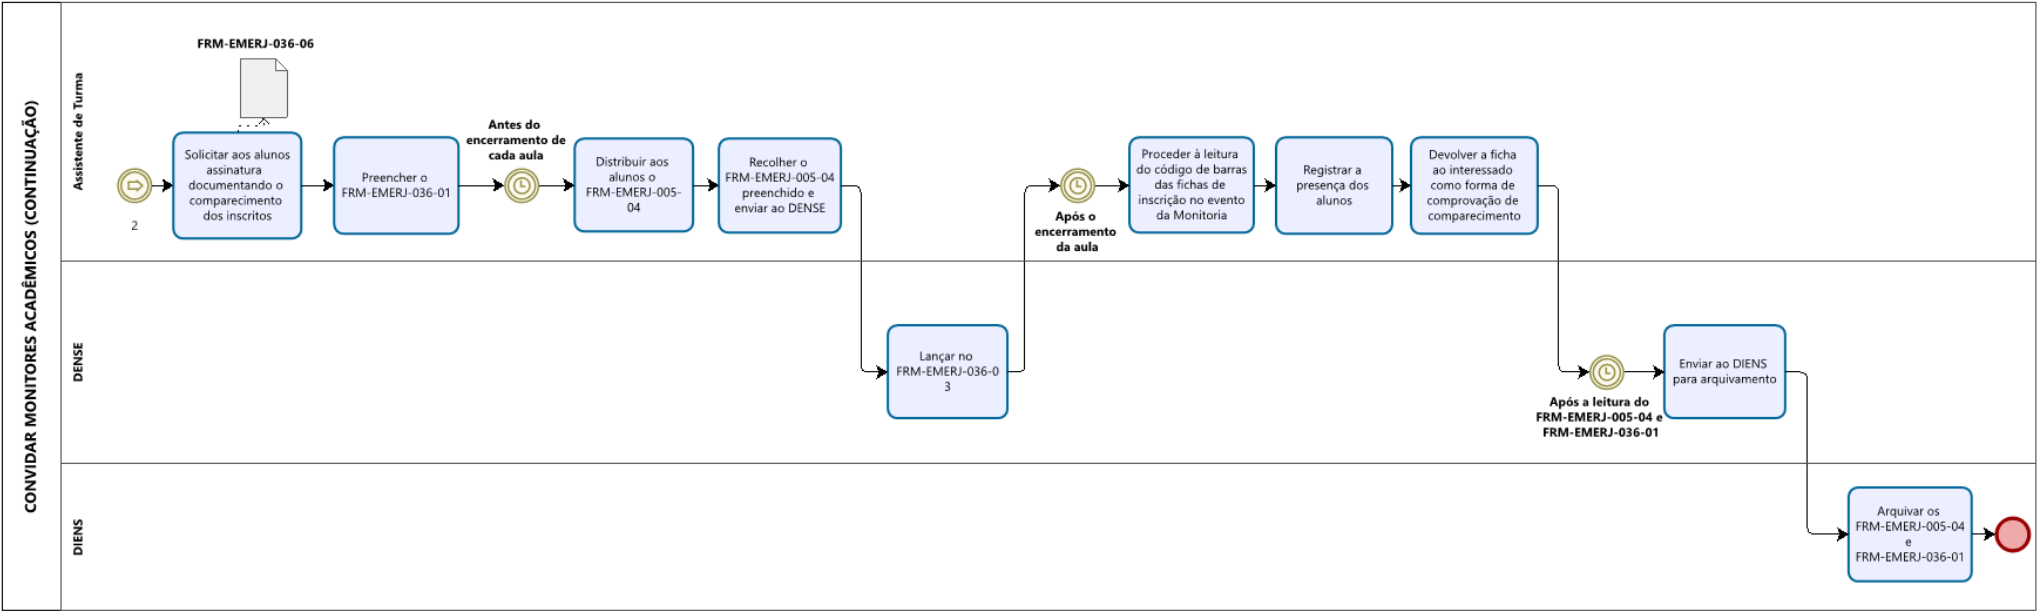 CONVIDAR MONITORES ACADÊMICOS (CONTINUAÇÃO)
Assistente de Turma
FRM-EMERJ-036-06
2
Solicitar aos alunos
assinatura
documentando o
comparecimento
dos inscritos
Preencher o
FRM-EMERJ-036-01
Antes do
encerramento de
cada aula
Distribuir aos
alunos o
FRM-EMERJ-005-
04
Recolher o
FRM-EMERJ-005-04
preenchido e
enviar ao DENSE
Após o
encerramento
da aula
Proceder à leitura
do código de barras
das fichas de
inscrição no evento
da Monitoria
Registrar a
presença dos
alunos
Devolver a ficha
ao interessado
como forma de
comprovação de
comparecimento
DENSE
Lançar no
FRM-EMERJ-036-0
3
Após a leitura do
FRM-EMERJ-005-04 e
FRM-EMERJ-036-01
Enviar ao DIENS
para arquivamento
DIENS
Arquivar os
FRM-EMERJ-005-04
e
FRM-EMERJ-036-01